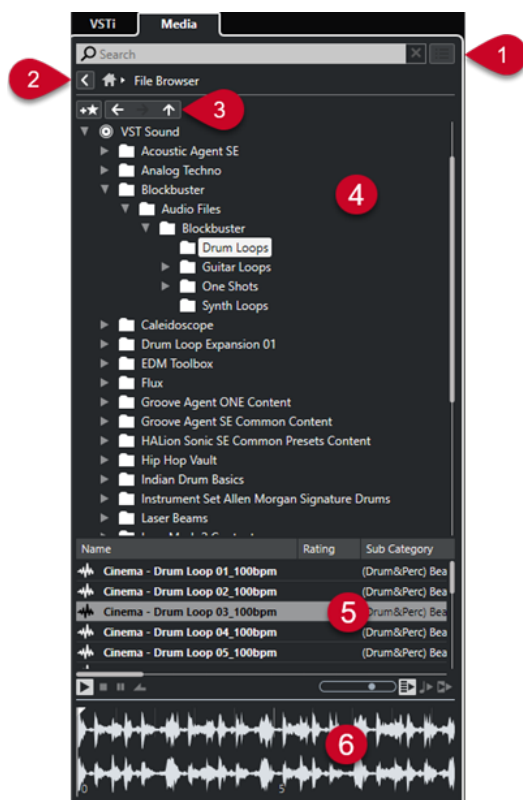 VSTi Media
Search
1
2
File Browser
3
VST Sound
Acoustic Agent SE
Analog Techno
Blockbuster
4
Audio Files
Blockbuster
Drum Loops
Guitar Loops
One Shots
Synth Loops
Caleidoscope
Drum Loop Expansion 01
EDM Toolbox
Flux
Groove Agent ONE Content
Groove Agent SE Common Content
HALion Sonic SE Common Presets Content
Hip Hop Vault
Indian Drum Basics
Instrument Set Allen Morgan Signature Drums
Laser Beams
Name Rating Sub Category
Cinema - Drum Loop 01_100bpm (Drum&Perc) Bea
Cinema - Drum Loop 02_100bpm (Drum&Perc) Bea
Cinema - Drum Loop 03_100bpm 5 Drum&Perc) Bea
Cinema - Drum Loop 04_100bpm (Drum&Perc) Bea
Cinema - Drum Loop 05_100bpm (Drum&Perc) Bea
6
0 5